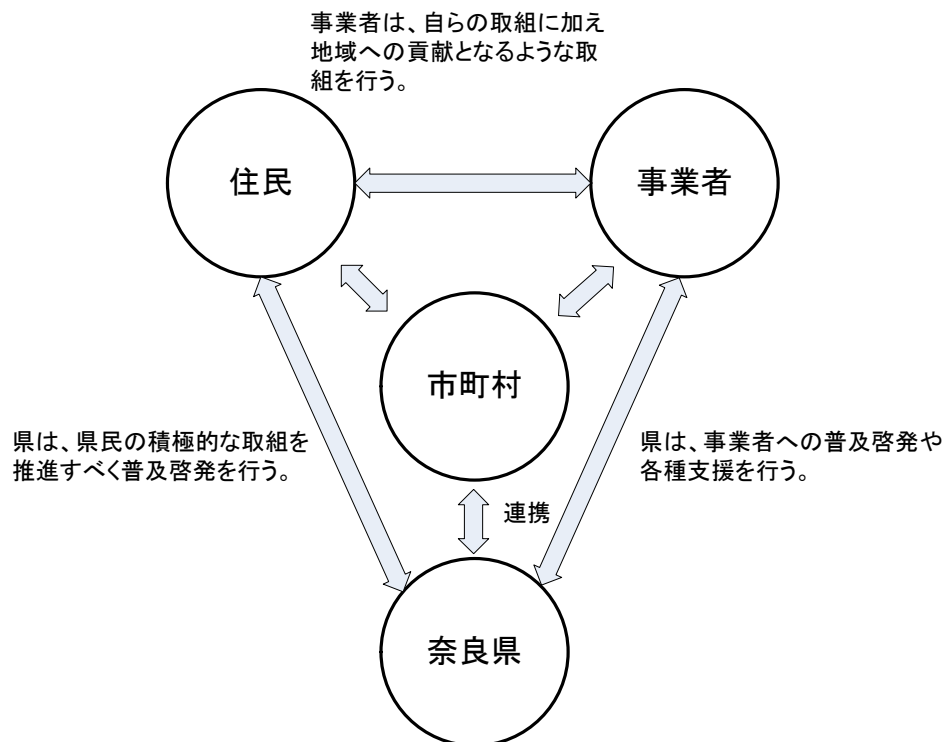 事業者は、自らの取組に加え
地域への貢献となるような取
組を行う。
住民
事業者
市町村
県は、県民の積極的な取組を
推進すべく普及啓発を行う。
県は、事業者への普及啓発や
各種支援を行う。
連携
奈良県